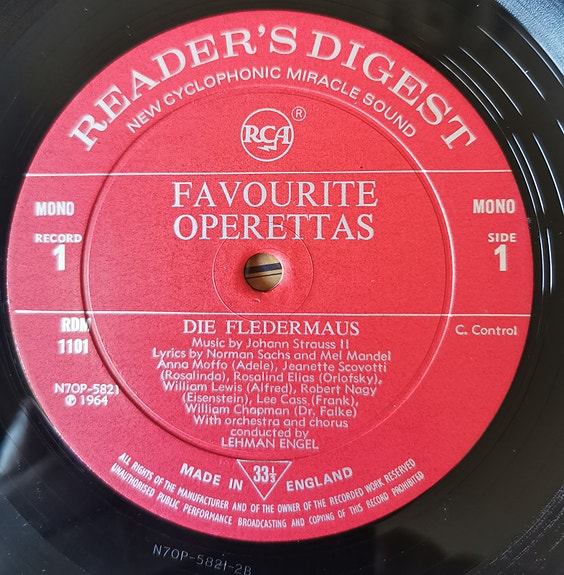 READER'S DIGEST
NEW CYCLOPHONIC MIRACLE SOUND
RCA ®
FAVOURITE
OPERETTAS
MONO
RECORD
1
MONO
SIDE
1
RDM
1101
N7OP-5821
℗ 1964
C. Control
DIE FLEDERMAUS
Music by Johann Strauss II
Lyrics by Norman Sachs and Mel Mandel
Anna Moffo (Adele), Jeanette Scovotti
(Rosalinda), Rosalind Elias (Orlofsky),
William Lewis (Alfred), Robert Nagy
(Eisenstein), Lee Cass (Frank),
William Chapman (Dr. Falke)
With orchestra and chorus
conducted by
LEHMAN ENGEL
MADE IN 33⅓ ENGLAND
ALL RIGHTS OF THE MANUFACTURER AND OF THE OWNER OF THE RECORDED WORK RESERVED
UNAUTHORISED PUBLIC PERFORMANCE BROADCASTING AND COPYING OF THIS RECORD PROHIBITED
N7OP-5821-2B